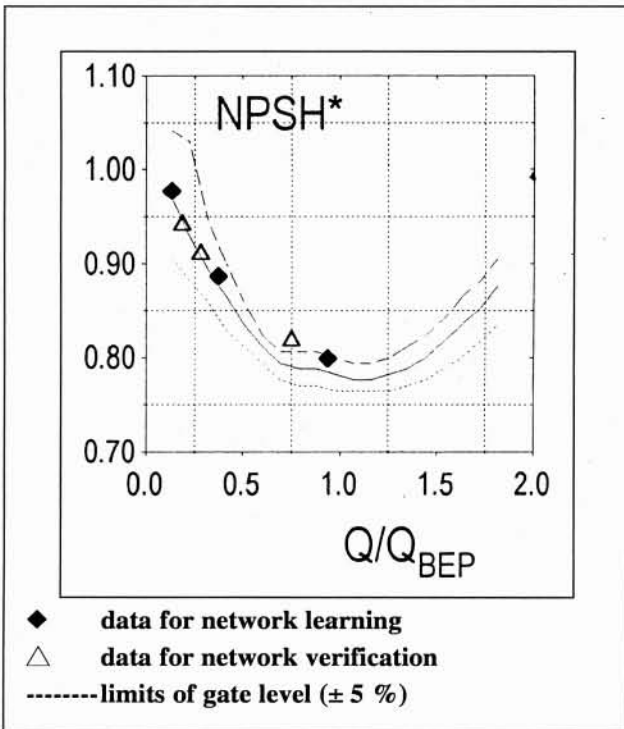 1.10
NPSH*
1.00
0.90
0.80
0.70
0.0 0.5 1.0 1.5 2.0
Q/Q_BEP
◆ data for network learning
△ data for network verification
-------- limits of gate level (± 5 %)